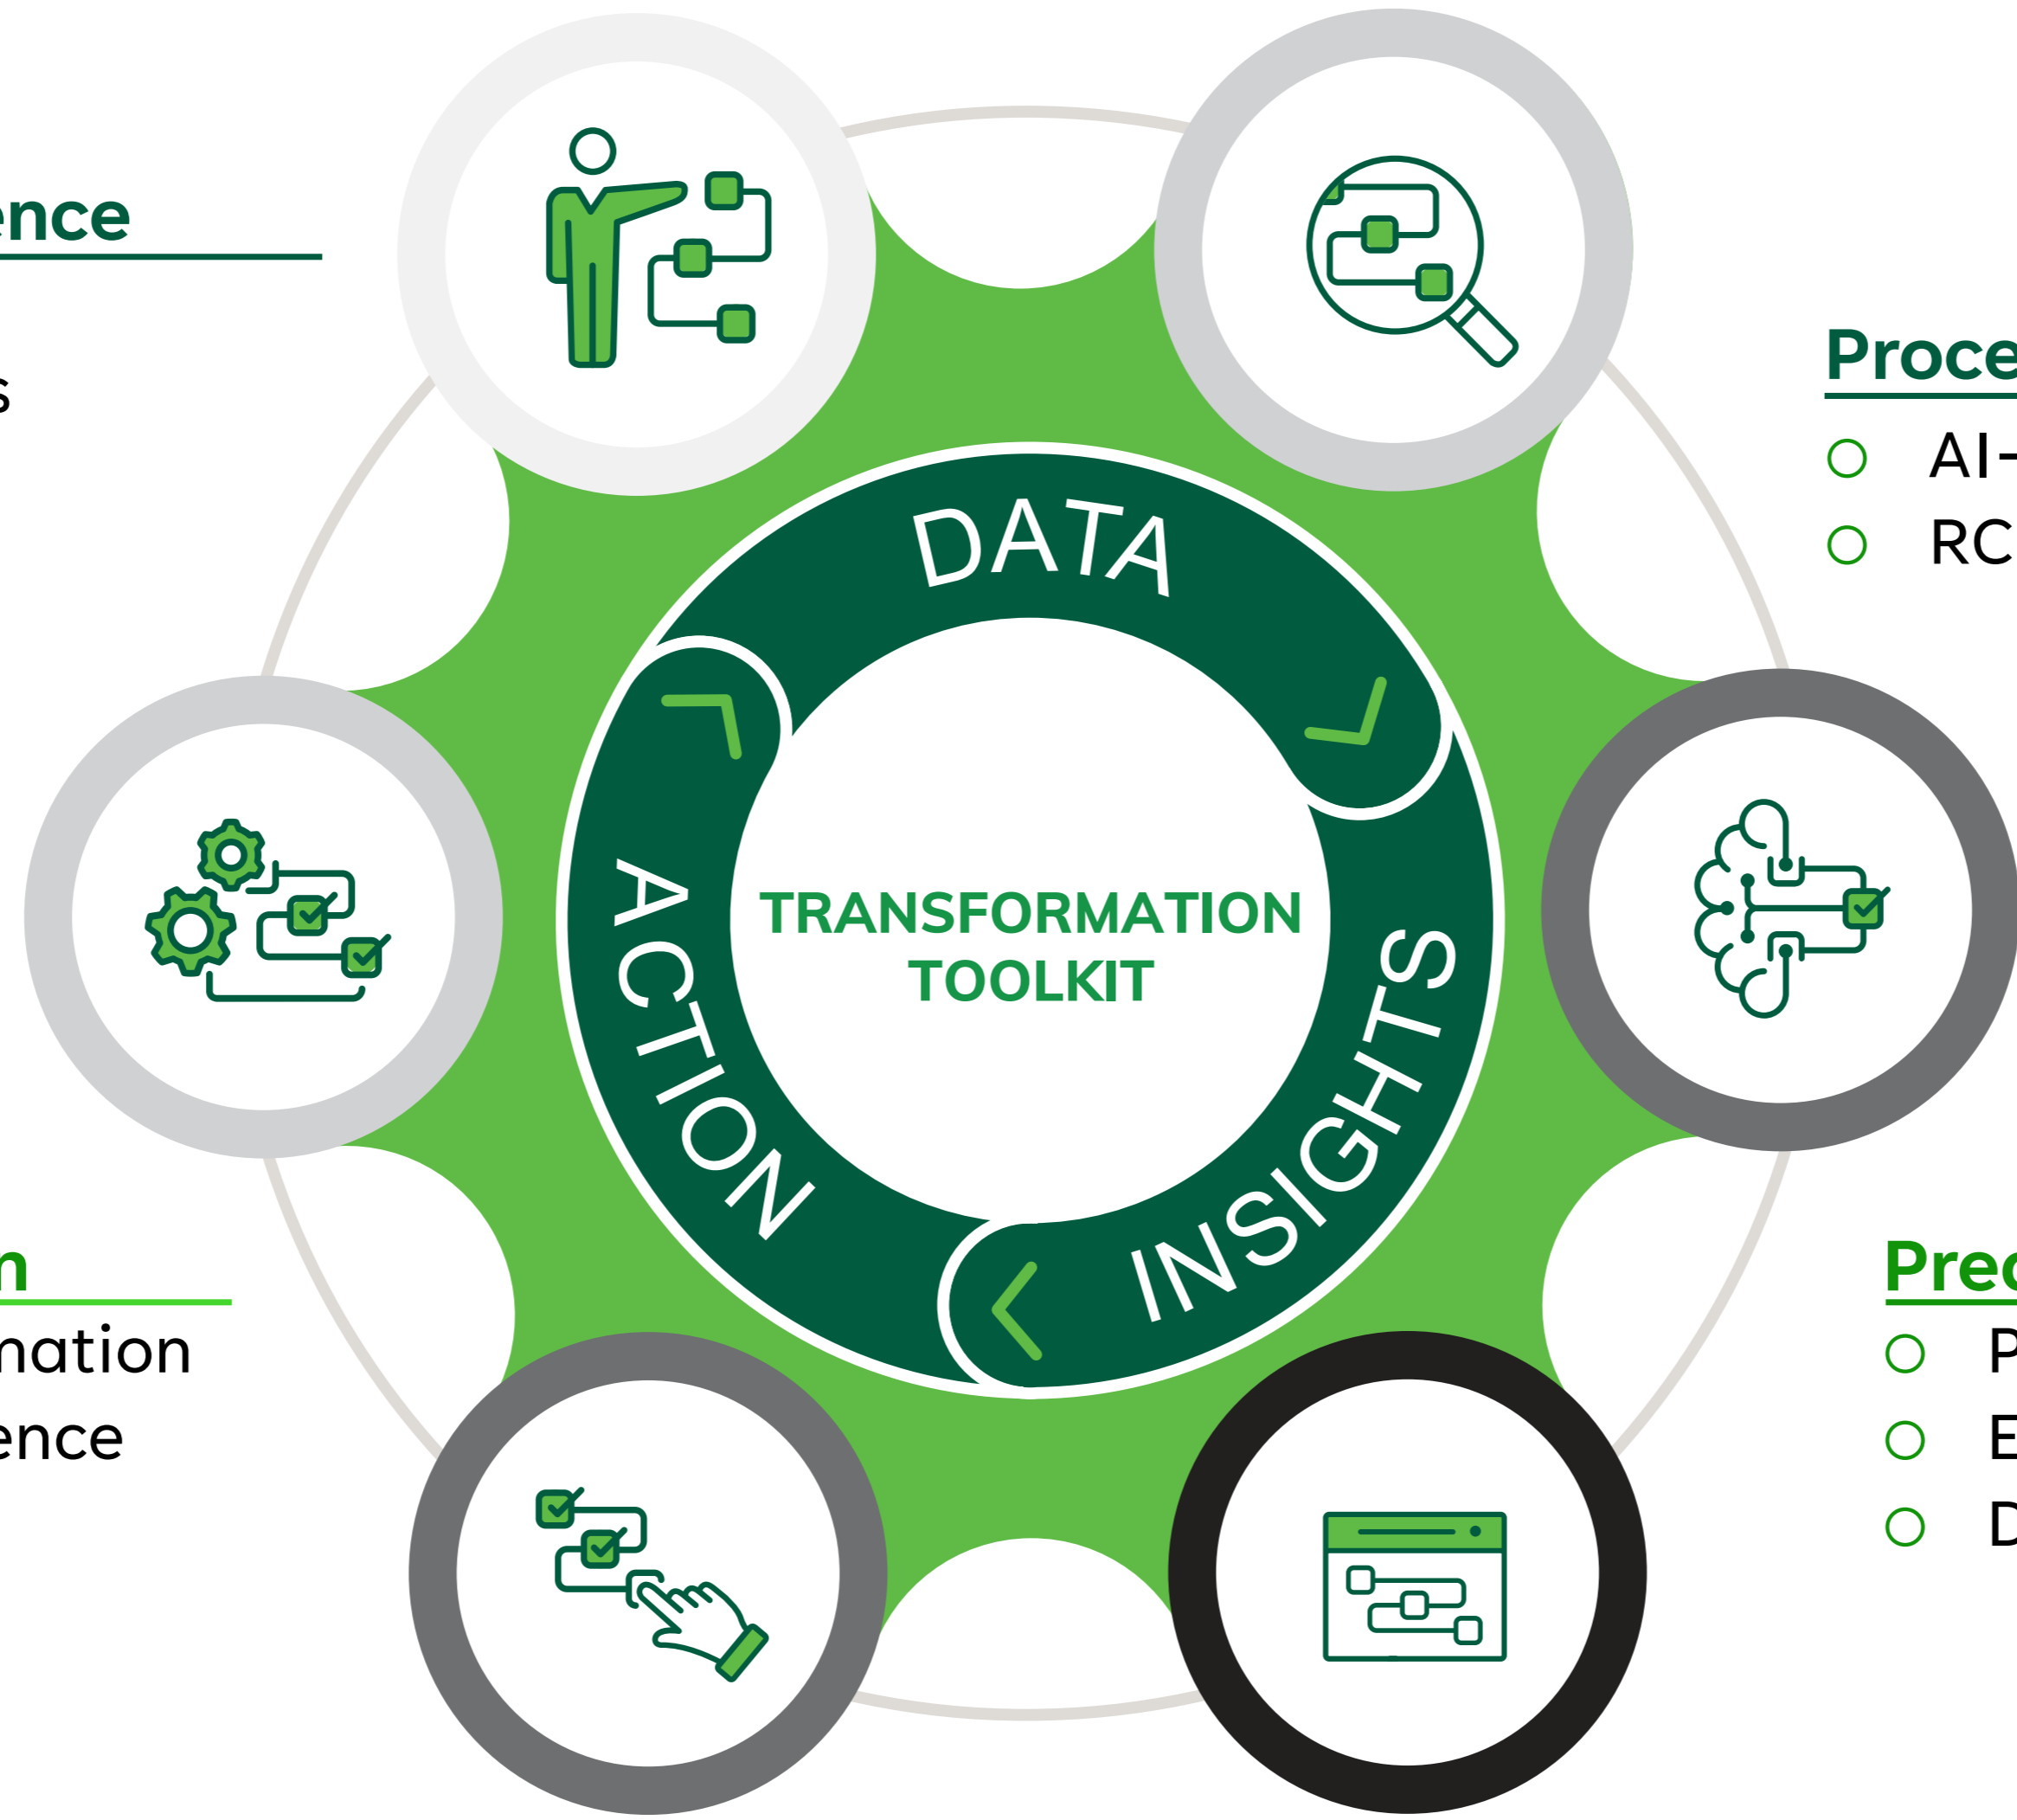 ence
s
Proce
AI-
RC
DATA
INSIGHTS
ACTION
TRANSFORMATION
TOOLKIT
n
nation
ence
Pred
P
E
D